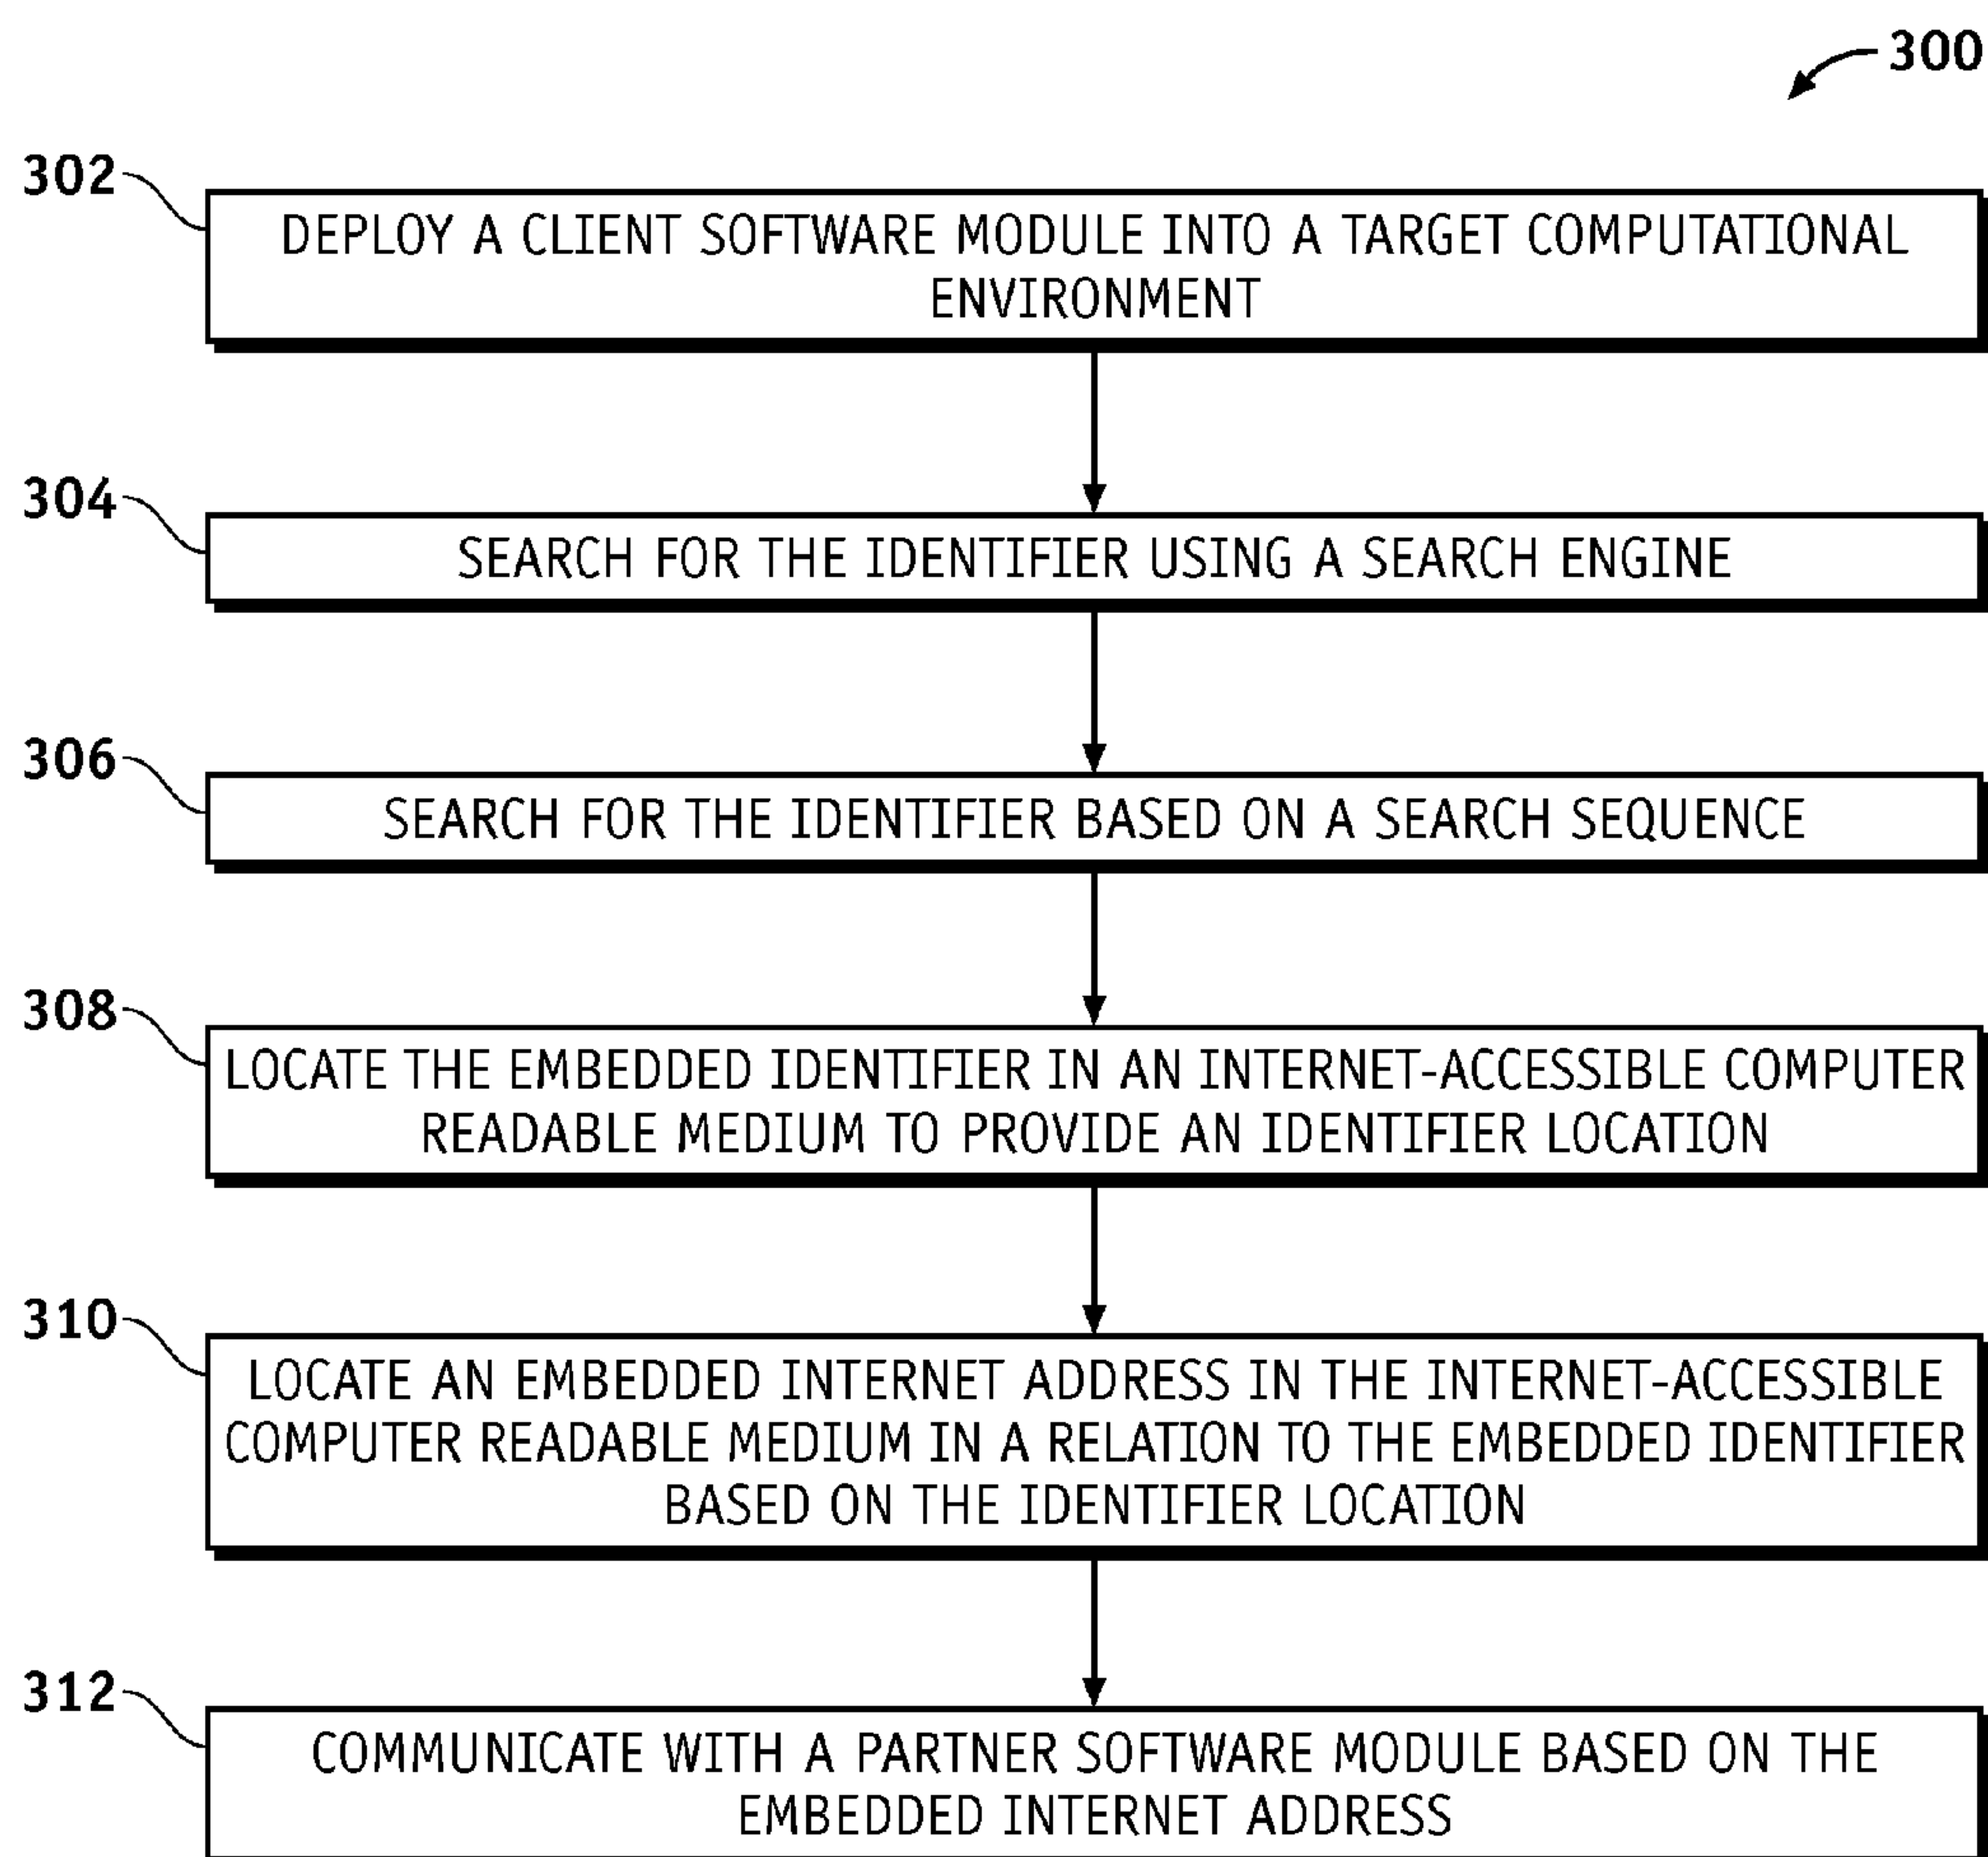 300
302
DEPLOY A CLIENT SOFTWARE MODULE INTO A TARGET COMPUTATIONAL
ENVIRONMENT
304
SEARCH FOR THE IDENTIFIER USING A SEARCH ENGINE
306
SEARCH FOR THE IDENTIFIER BASED ON A SEARCH SEQUENCE
308
LOCATE THE EMBEDDED IDENTIFIER IN AN INTERNET-ACCESSIBLE COMPUTER
READABLE MEDIUM TO PROVIDE AN IDENTIFIER LOCATION
310
LOCATE AN EMBEDDED INTERNET ADDRESS IN THE INTERNET-ACCESSIBLE
COMPUTER READABLE MEDIUM IN A RELATION TO THE EMBEDDED IDENTIFIER
BASED ON THE IDENTIFIER LOCATION
312
COMMUNICATE WITH A PARTNER SOFTWARE MODULE BASED ON THE
EMBEDDED INTERNET ADDRESS